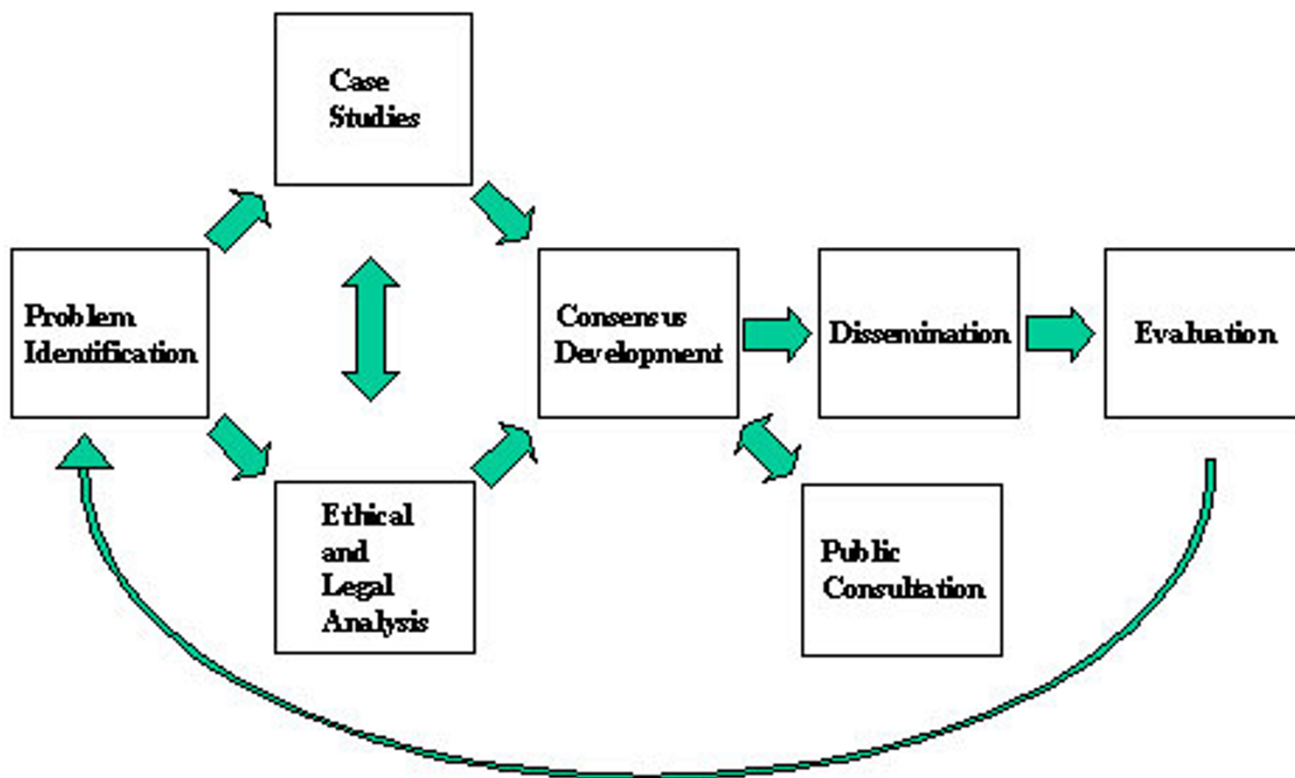 Case
Studies
Problem
Identification
Consensus
Development
Dissemination
Evaluation
Ethical
and
Legal
Analysis
Public
Consultation